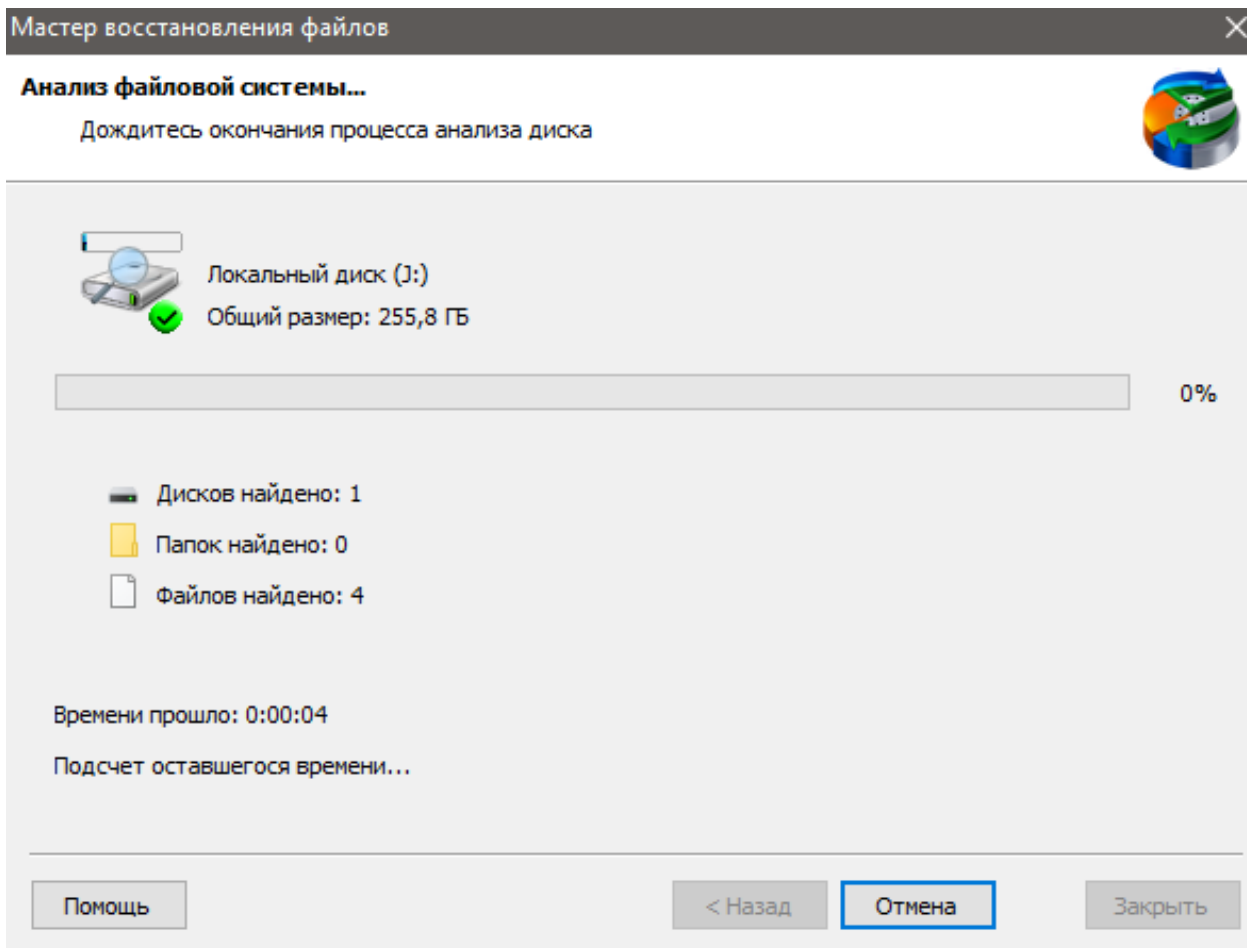 Мастер восстановления файлов
Анализ файловой системы...
Дождитесь окончания процесса анализа диска
Локальный диск (J:)
Общий размер: 255,8 ГБ
0%
Дисков найдено: 1
Папок найдено: 0
Файлов найдено: 4
Времени прошло: 0:00:04
Подсчет оставшегося времени...
Помощь
< Назад
Отмена
Закрыть